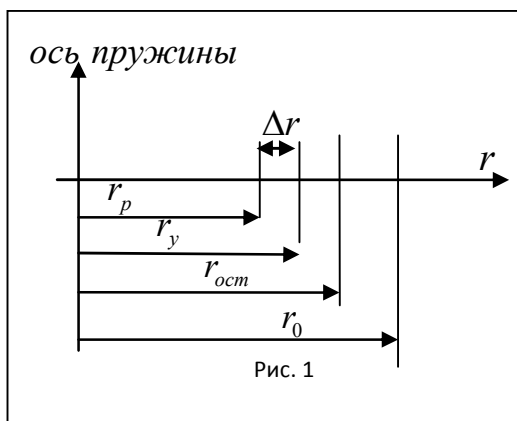 ось пружины
Δr
r
r_p
r_y
r_ост
r_0
Рис. 1